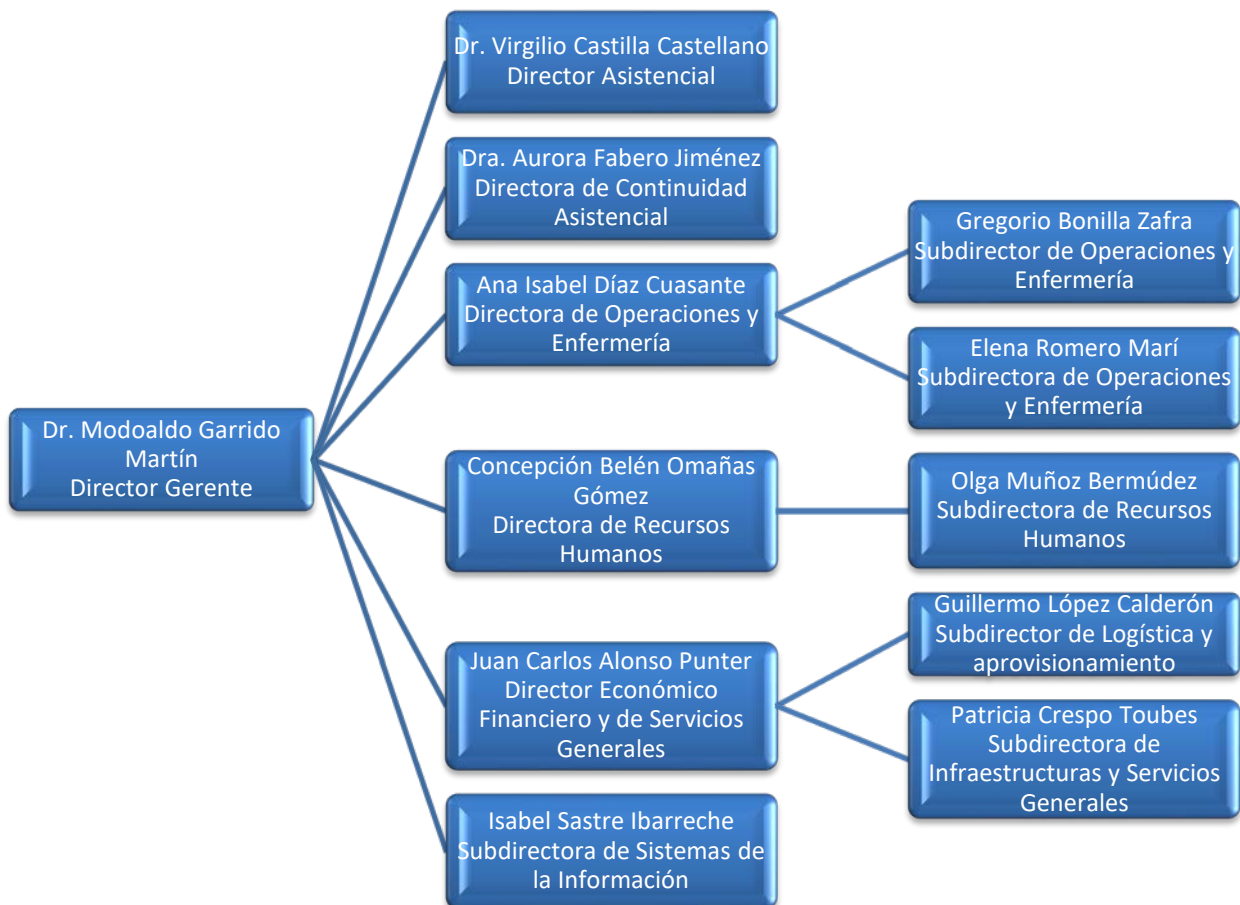 Dr. Modoaldo Garrido
Martín
Director Gerente
Dr. Virgilio Castilla Castellano
Director Asistencial
Dra. Aurora Fabero Jiménez
Directora de Continuidad
Asistencial
Ana Isabel Díaz Cuasante
Directora de Operaciones y
Enfermería
Gregorio Bonilla Zafra
Subdirector de Operaciones y
Enfermería
Elena Romero Marí
Subdirectora de Operaciones
y Enfermería
Concepción Belén Omañas
Gómez
Directora de Recursos
Humanos
Olga Muñoz Bermúdez
Subdirectora de Recursos
Humanos
Juan Carlos Alonso Punter
Director Económico
Financiero y de Servicios
Generales
Guillermo López Calderón
Subdirector de Logística y
aprovisionamiento
Patricia Crespo Toubes
Subdirectora de
Infraestructuras y Servicios
Generales
Isabel Sastre Ibarreche
Subdirectora de Sistemas de
la Información